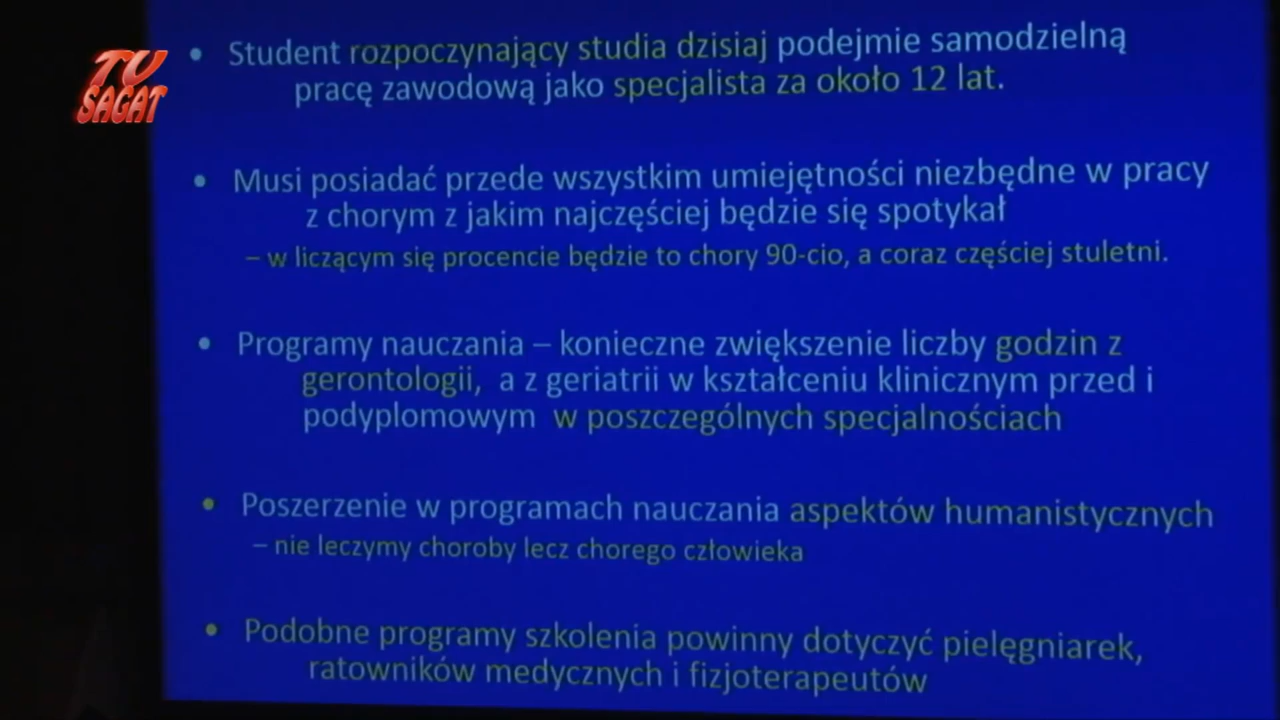 TV
SAGAT
• Student rozpoczynający studia dzisiaj podejmie samodzielną
pracę zawodową jako specjalista za około 12 lat.
• Musi posiadać przede wszystkim umiejętności niezbędne w pracy
z chorym z jakim najczęściej będzie się spotykał
– w liczącym się procencie będzie to chory 90-cio, a coraz częściej stuletni.
• Programy nauczania – konieczne zwiększenie liczby godzin z
gerontologii, a z geriatrii w kształceniu klinicznym przed i
podyplomowym w poszczególnych specjalnościach
• Poszerzenie w programach nauczania aspektów humanistycznych
– nie leczymy choroby lecz chorego człowieka
• Podobne programy szkolenia powinny dotyczyć pielęgniarek,
ratowników medycznych i fizjoterapeutów